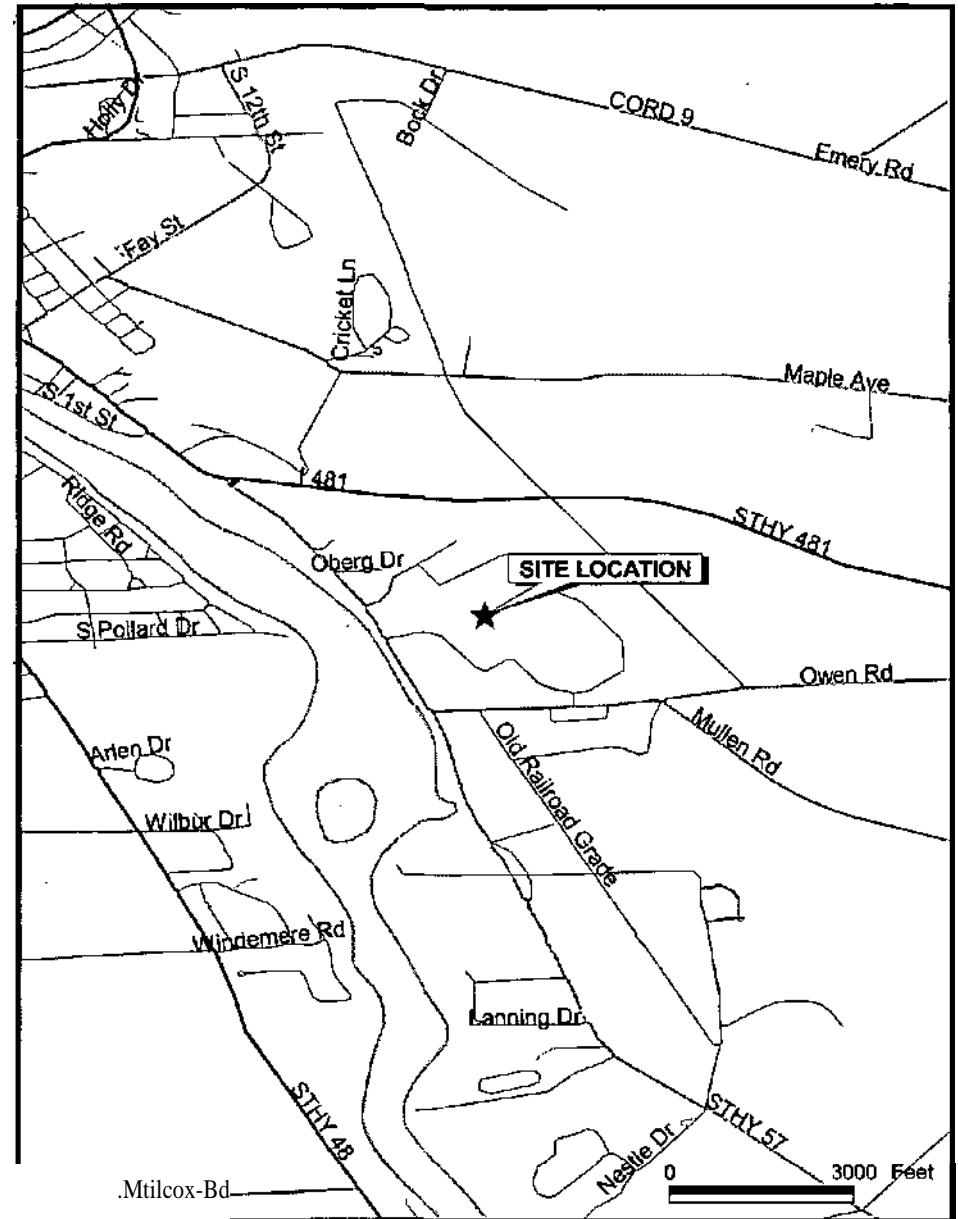 CORD 9
Holly Dr
S 12th St
Bock Dr
Emery Rd
Fay St
Cricket Ln
Maple Ave
S 1st St
481
Ridge Rd
STHY 481
Oberg Dr
SITE LOCATION
S Pollard Dr
Owen Rd
Mullen Rd
Old Railroad Grade
Arlen Dr
Wilbur Dr
Windemere Rd
Lanning Dr
STHY 48
STHY 57
Nestle Dr
0 3000 Feet
.Mtilcox-Bd